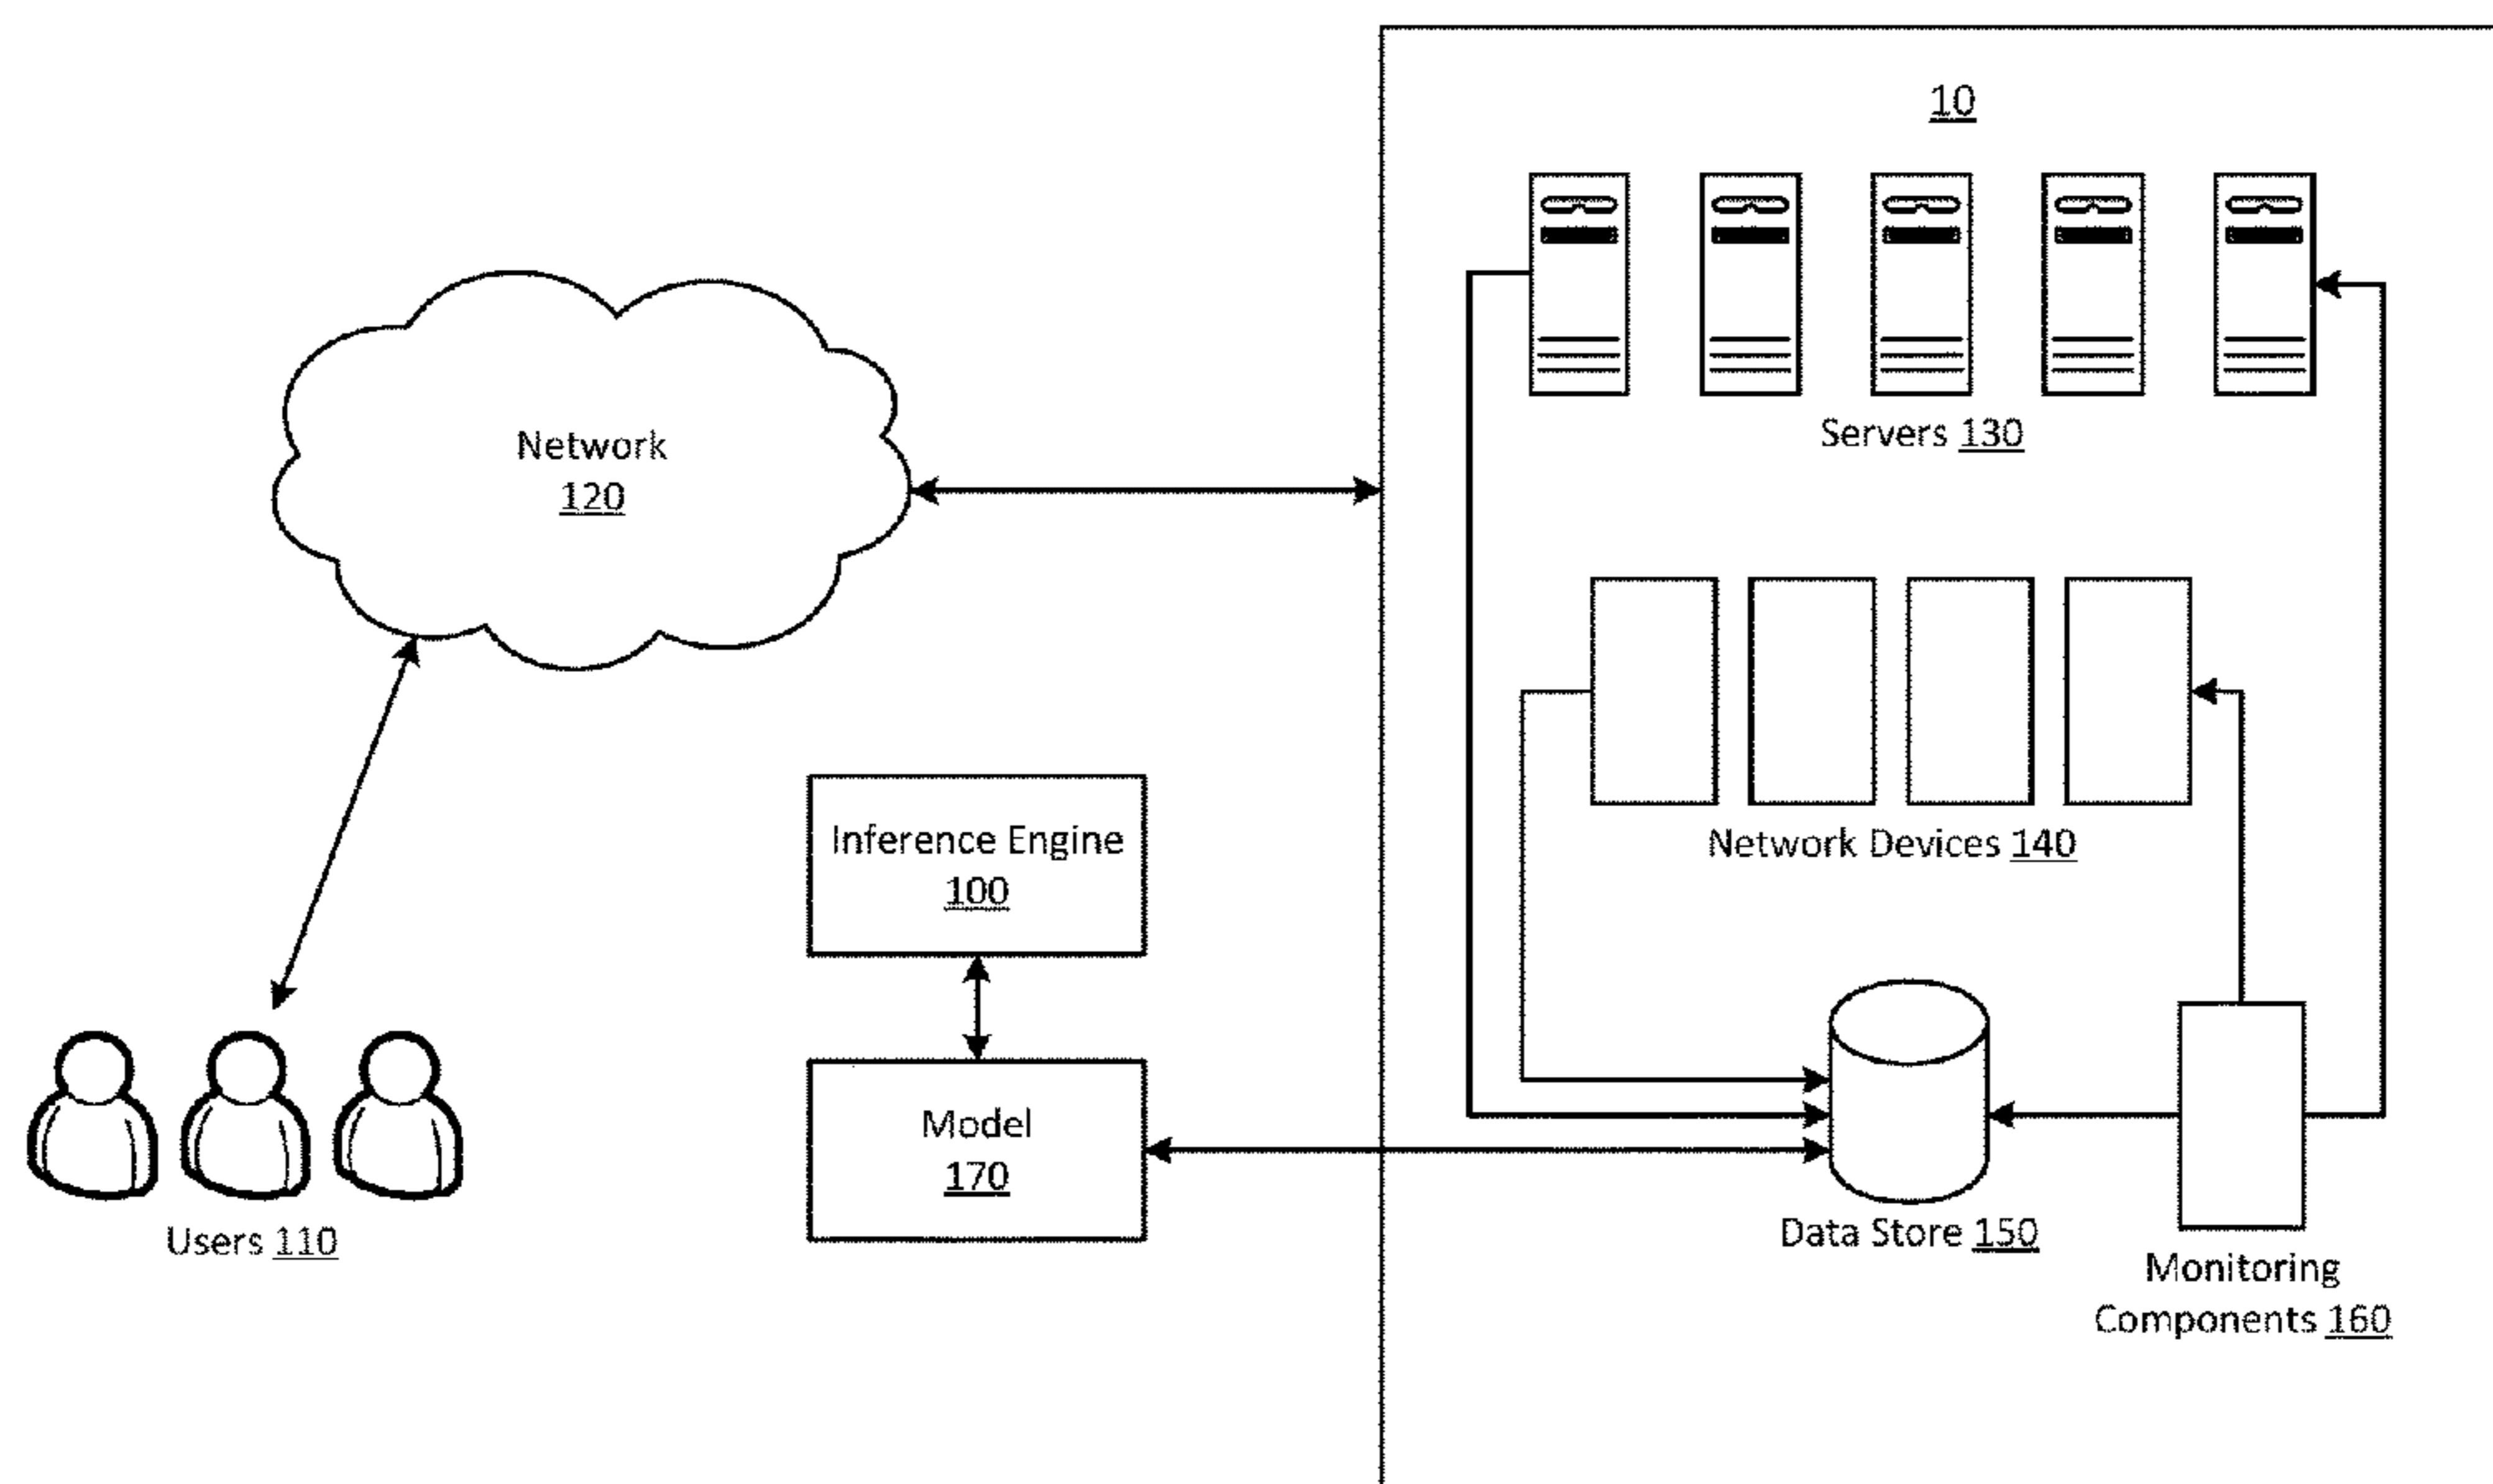 10
Servers 130
Network
120
Network Devices 140
Inference Engine
100
Model
170
Users 110
Data Store 150
Monitoring
Components 160